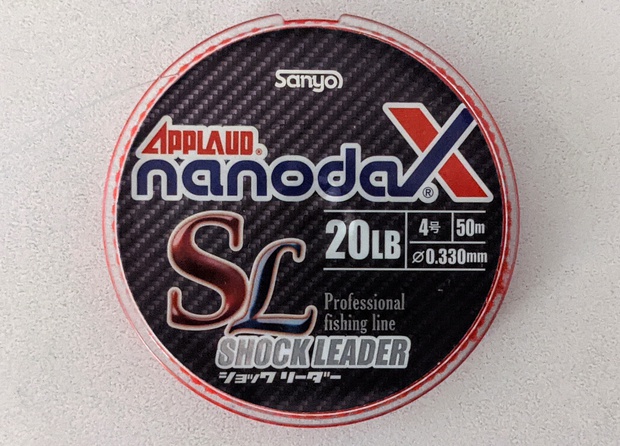 Sanyo
APPLAUD®
nanodaX®
SL
20LB 4号 50m
Ø0.330mm
Professional
fishing line
SHOCK LEADER
ショック リーダー